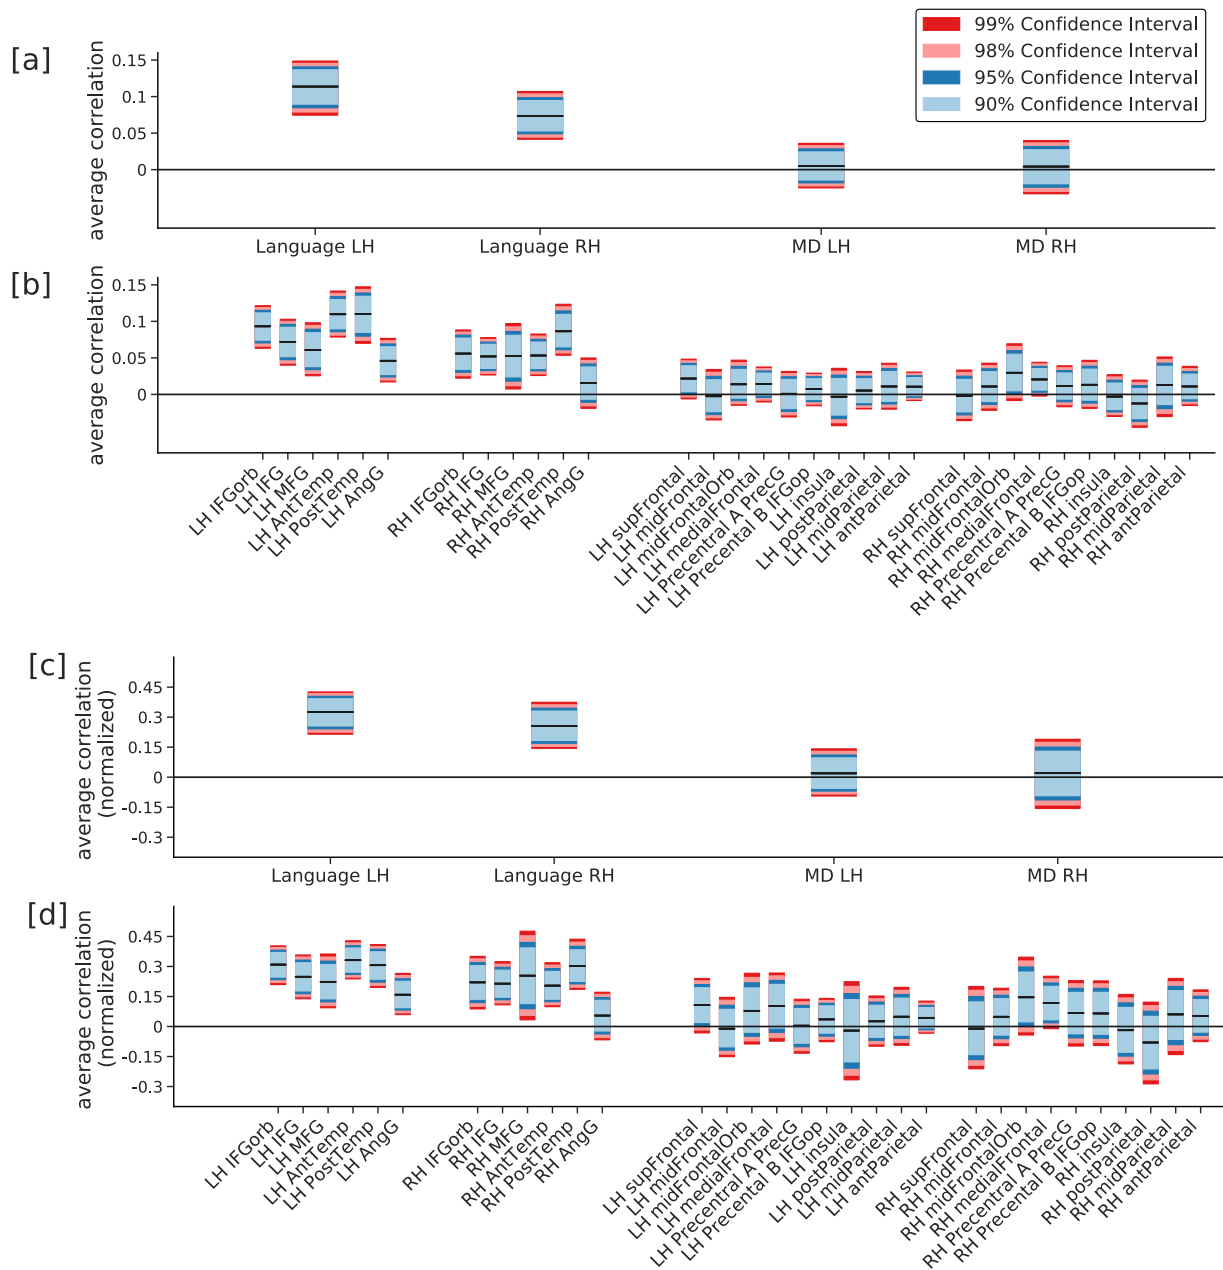 99% Confidence Interval
98% Confidence Interval
95% Confidence Interval
90% Confidence Interval
[a]
average correlation
0.15
0.1
0.05
0
Language LH
Language RH
MD LH
MD RH
[b]
average correlation
0.15
0.1
0.05
0
LH IFGorb
LH IFG
LH MFG
LH AntTemp
LH PostTemp
LH AngG
RH IFGorb
RH IFG
RH MFG
RH AntTemp
RH PostTemp
RH AngG
LH supFrontal
LH midFrontal
LH midFrontalOrb
LH medialFrontal
LH Precentral A PrecG
LH Precental B IFGop
LH insula
LH postParietal
LH midParietal
LH antParietal
RH supFrontal
RH midFrontal
RH midFrontalOrb
RH medialFrontal
RH Precentral A PrecG
RH Precental B IFGop
RH insula
RH postParietal
RH midParietal
RH antParietal
[c]
average correlation
(normalized)
0.45
0.3
0.15
0
-0.15
-0.3
Language LH
Language RH
MD LH
MD RH
[d]
average correlation
(normalized)
0.45
0.3
0.15
0
-0.15
-0.3
LH IFGorb
LH IFG
LH MFG
LH AntTemp
LH PostTemp
LH AngG
RH IFGorb
RH IFG
RH MFG
RH AntTemp
RH PostTemp
RH AngG
LH supFrontal
LH midFrontal
LH midFrontalOrb
LH medialFrontal
LH Precentral A PrecG
LH Precental B IFGop
LH insula
LH postParietal
LH midParietal
LH antParietal
RH supFrontal
RH midFrontal
RH midFrontalOrb
RH medialFrontal
RH Precentral A PrecG
RH Precental B IFGop
RH insula
RH postParietal
RH midParietal
RH antParietal